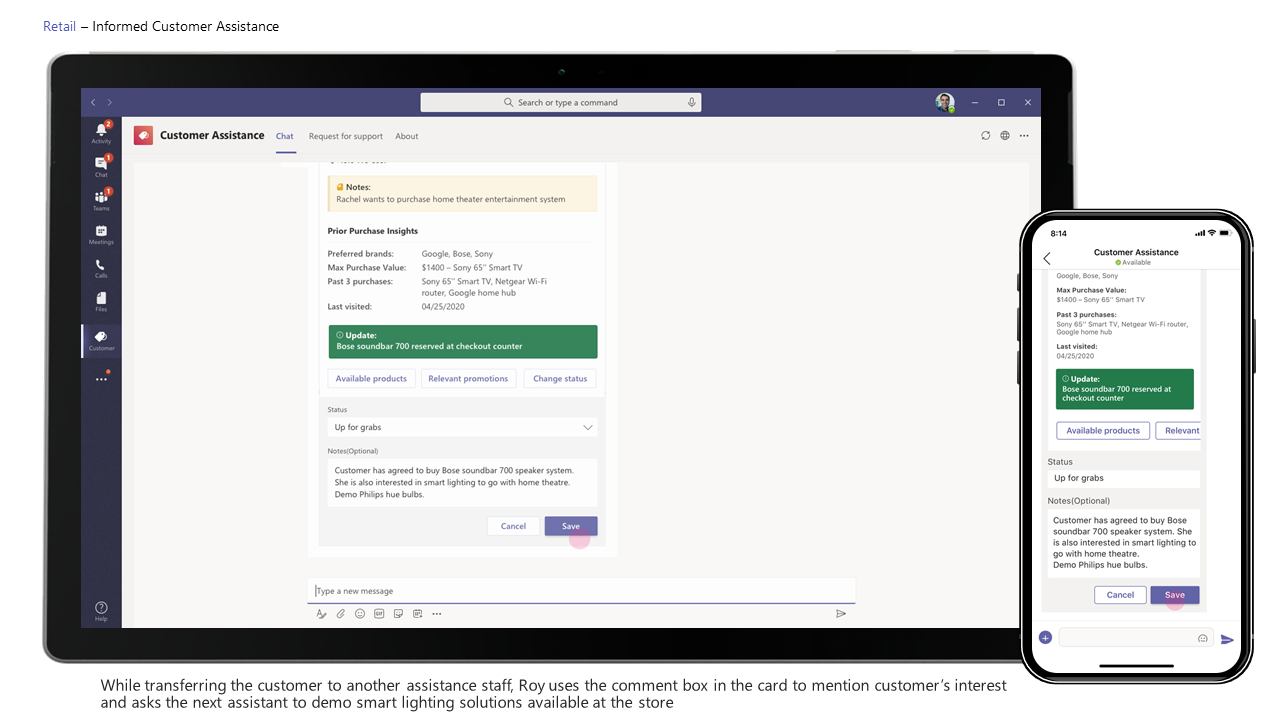 Retail – Informed Customer Assistance
Search or type a command
Activity
2
Chat
1
Teams
1
Meetings
Calls
Files
Customer
Help
Customer Assistance
Chat
Request for support
About
Notes:
Rachel wants to purchase home theater entertainment system
Prior Purchase Insights
Preferred brands: Google, Bose, Sony
Max Purchase Value: $1400 – Sony 65'' Smart TV
Past 3 purchases: Sony 65'' Smart TV, Netgear Wi-Fi
router, Google home hub
Last visited: 04/25/2020
Update:
Bose soundbar 700 reserved at checkout counter
Available products
Relevant promotions
Change status
Status
Up for grabs
Notes(Optional)
Customer has agreed to buy Bose soundbar 700 speaker system.
She is also interested in smart lighting to go with home theatre.
Demo Philips hue bulbs.
Cancel
Save
Type a new message
GIF
8:14
Customer Assistance
Available
Google, Bose, Sony
Max Purchase Value:
$1400 – Sony 65'' Smart TV
Past 3 purchases:
Sony 65'' Smart TV, Netgear Wi-Fi router,
Google home hub
Last visited:
04/25/2020
Update:
Bose soundbar 700 reserved at
checkout counter
Available products
Relevant
Status
Up for grabs
Notes(Optional)
Customer has agreed to buy Bose
soundbar 700 speaker system. She
is also interested in smart lighting to
go with home theatre.
Demo Philips hue bulbs.
Cancel
Save
While transferring the customer to another assistance staff, Roy uses the comment box in the card to mention customer's interest
and asks the next assistant to demo smart lighting solutions available at the store